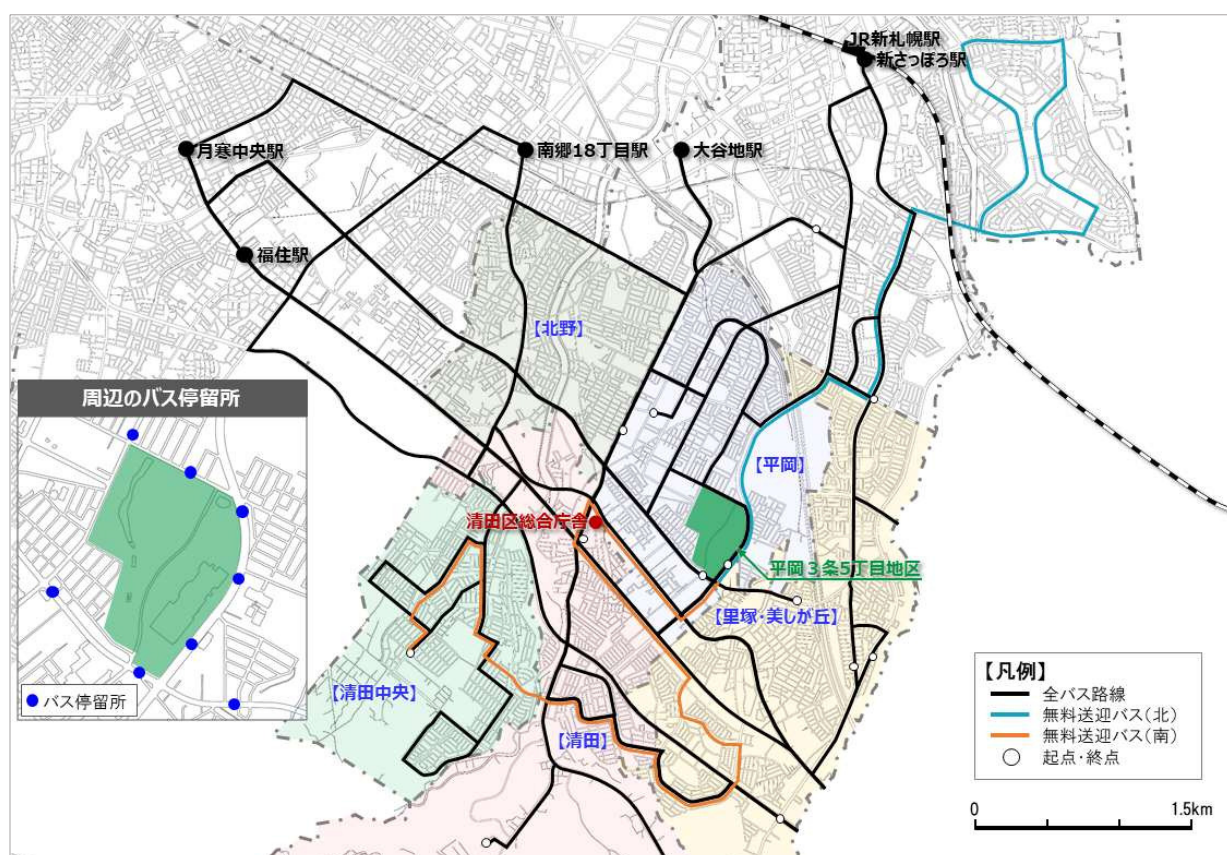 JR新札幌駅
新さっぽろ駅
月寒中央駅
南郷18丁目駅
大谷地駅
福住駅
【北野】
周辺のバス停留所
バス停留所
【平岡】
清田区総合庁舎
平岡3条5丁目地区
【里塚・美しが丘】
【清田中央】
【清田】
【凡例】
全バス路線
無料送迎バス(北)
無料送迎バス(南)
起点・終点
0
1.5km